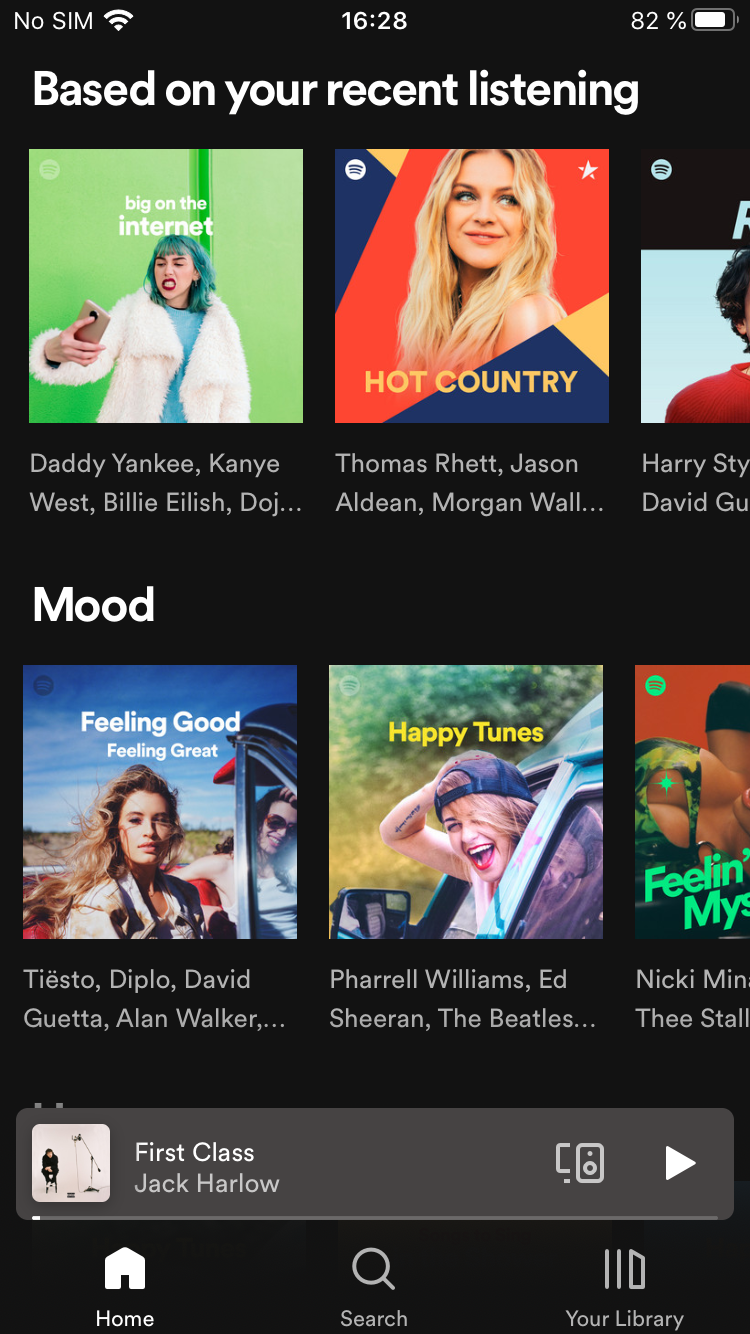 No SIM 16:28 82 %
Based on your recent listening
big on the
internet
HOT COUNTRY
R
Daddy Yankee, Kanye
West, Billie Eilish, Doj...
Thomas Rhett, Jason
Aldean, Morgan Wall...
Harry Sty
David Gu
Mood
Feeling Good
Feeling Great
Happy Tunes
Feelin'
Mys
Tiësto, Diplo, David
Guetta, Alan Walker,...
Pharrell Williams, Ed
Sheeran, The Beatles...
Nicki Mina
Thee Stall
First Class
Jack Harlow
Home
Search
Your Library